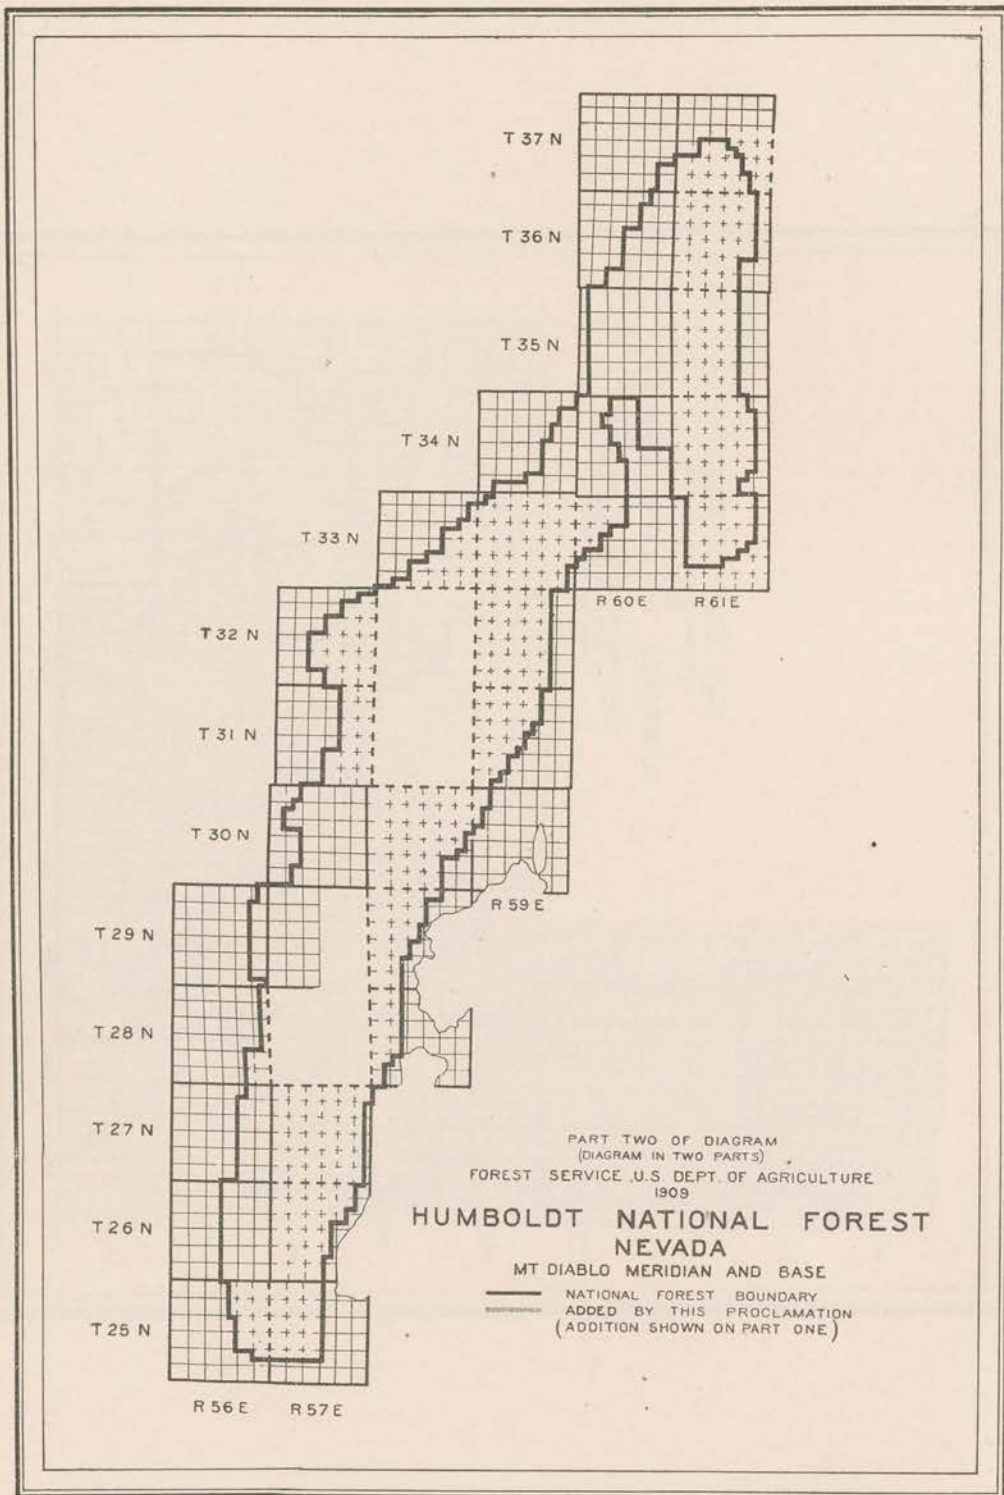 T 37 N
T 36 N
T 35 N
T 34 N
T 33 N
R 60 E R 61 E
T 32 N
T 31 N
T 30 N
R 59 E
T 29 N
T 28 N
T 27 N
T 26 N
T 25 N
R 56 E R 57 E
PART TWO OF DIAGRAM
(DIAGRAM IN TWO PARTS)
FOREST SERVICE, U.S. DEPT. OF AGRICULTURE
1909
HUMBOLDT NATIONAL FOREST
NEVADA
MT DIABLO MERIDIAN AND BASE
NATIONAL FOREST BOUNDARY
ADDED BY THIS PROCLAMATION
(ADDITION SHOWN ON PART ONE)